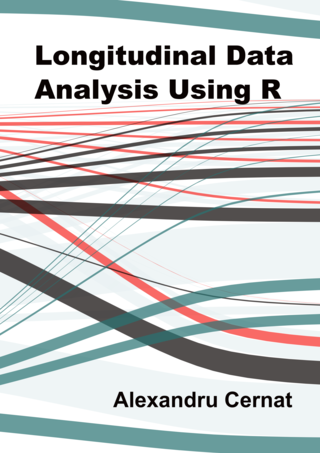 Longitudinal Data
Analysis Using R
Alexandru Cernat